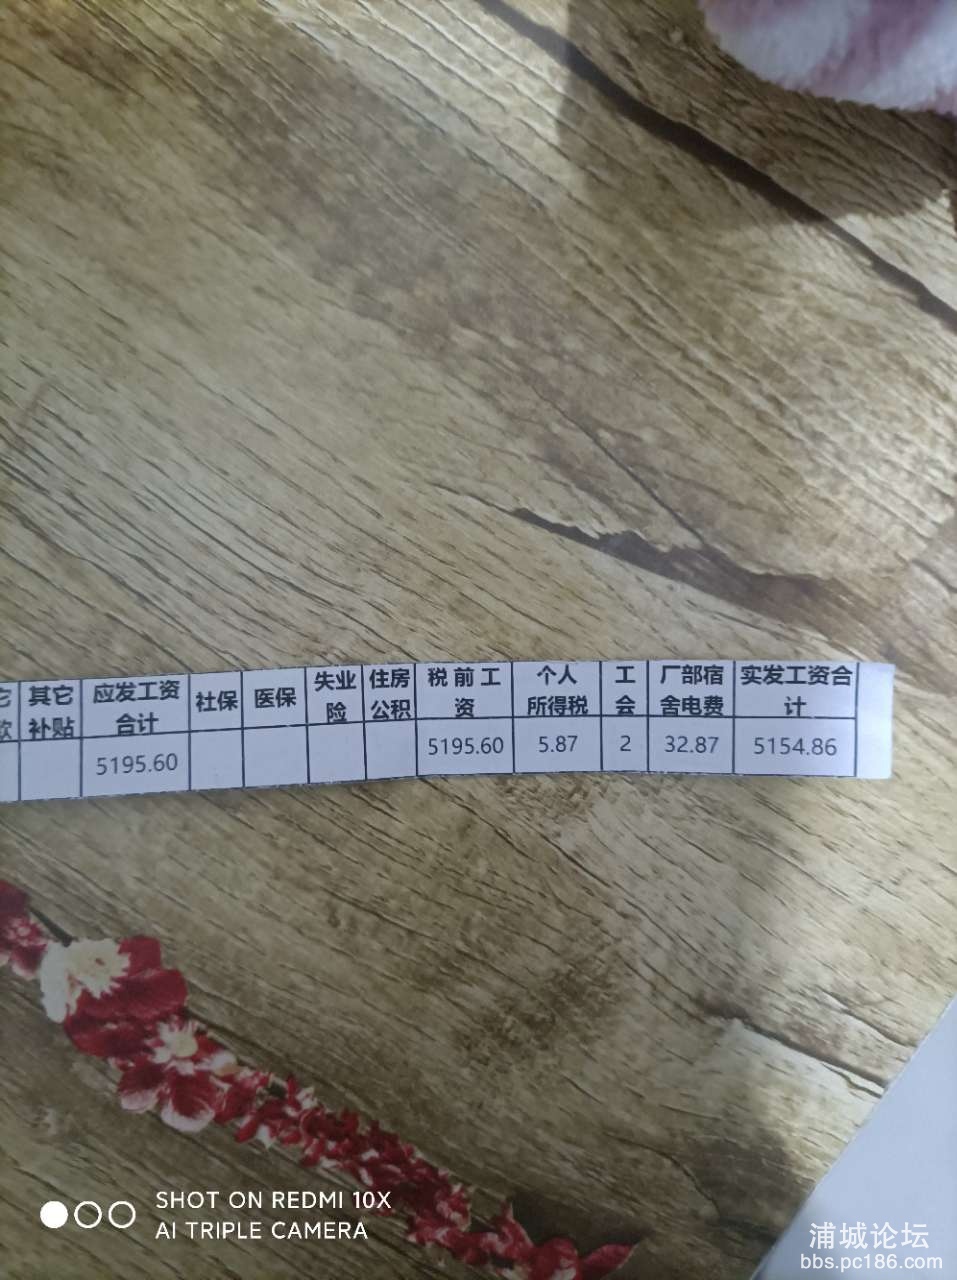 它 其它 应发工资 社保 医保 失业 住房 税前工 个人 工 厂部宿 实发工资合
款 补贴 合计 险 公积 资 所得税 会 舍电费 计
5195.60 5195.60 5.87 2 32.87 5154.86
SHOT ON REDMI 10X
AI TRIPLE CAMERA
浦城论坛
bbs.pc186.com